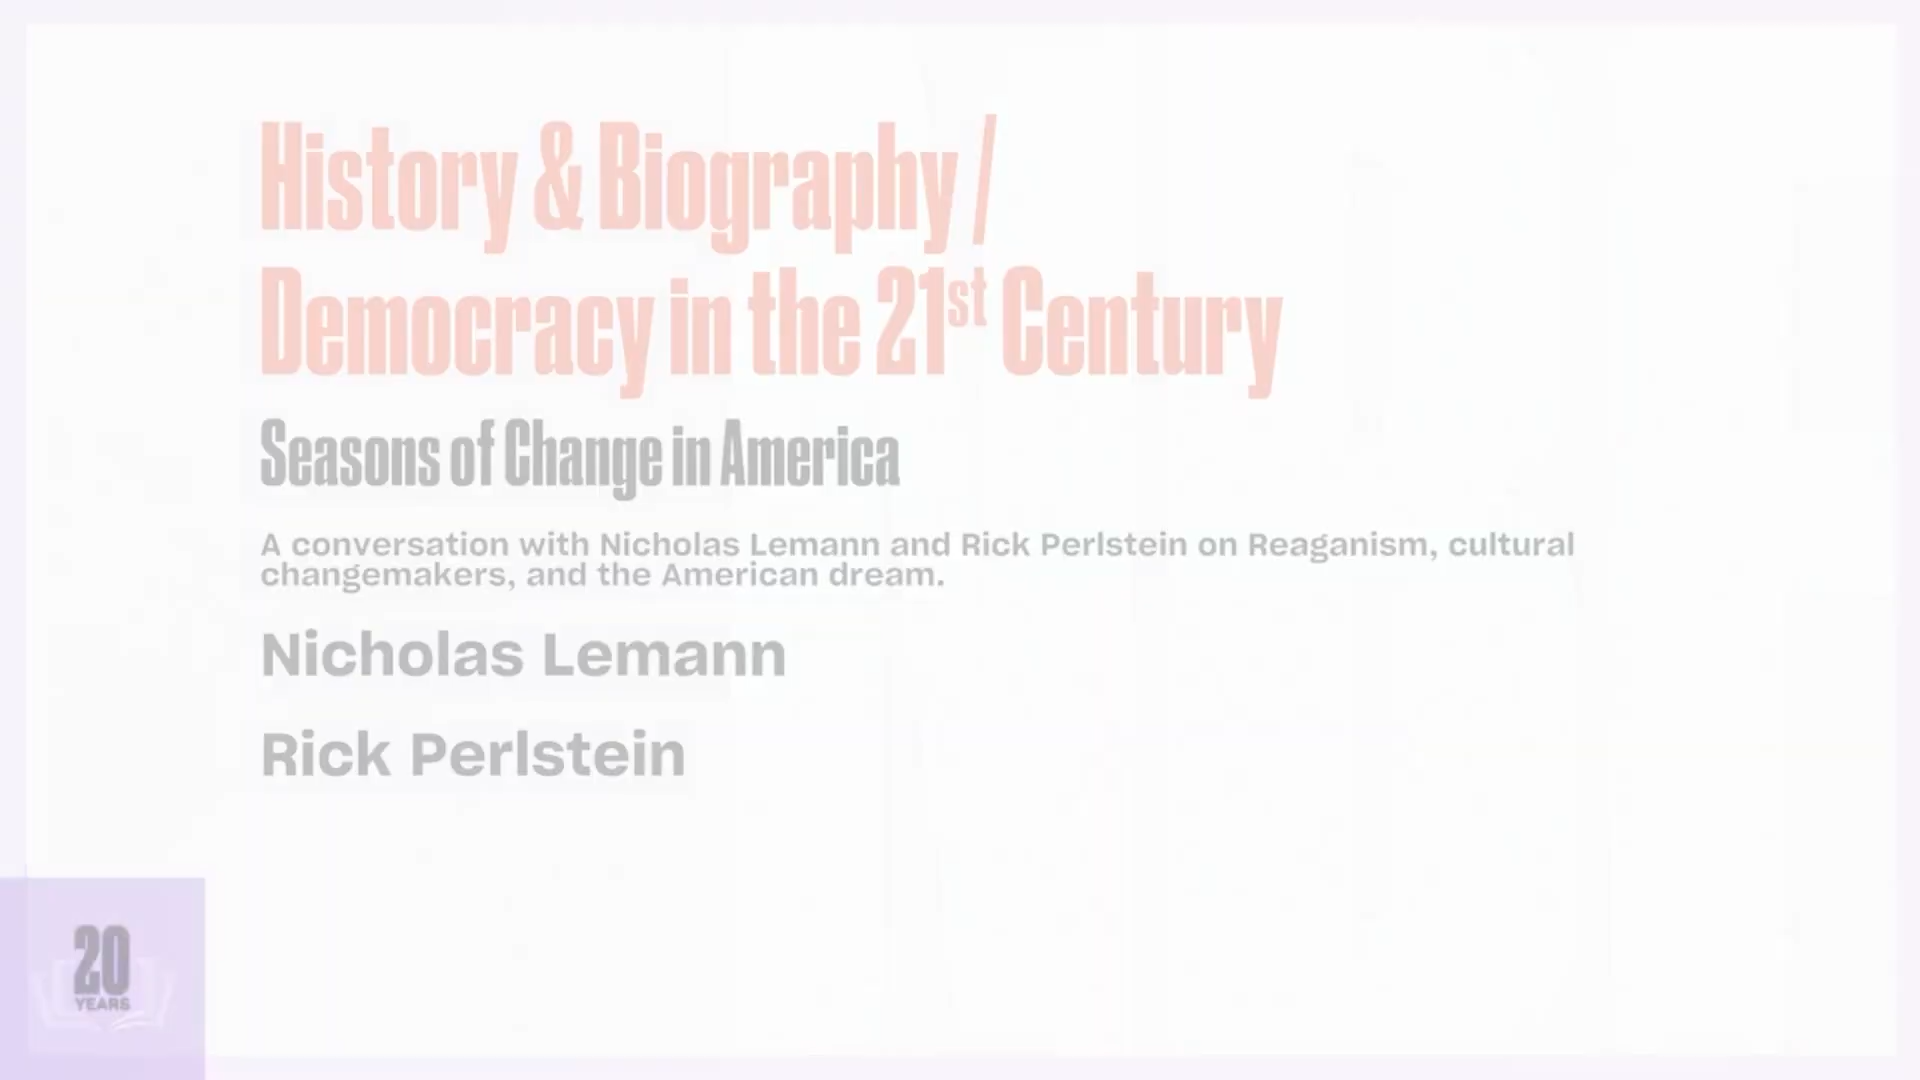 History & Biography /
Democracy in the 21st Century
Seasons of Change in America
A conversation with Nicholas Lemann and Rick Perlstein on Reaganism, cultural
changemakers, and the American dream.
Nicholas Lemann
Rick Perlstein
20
YEARS